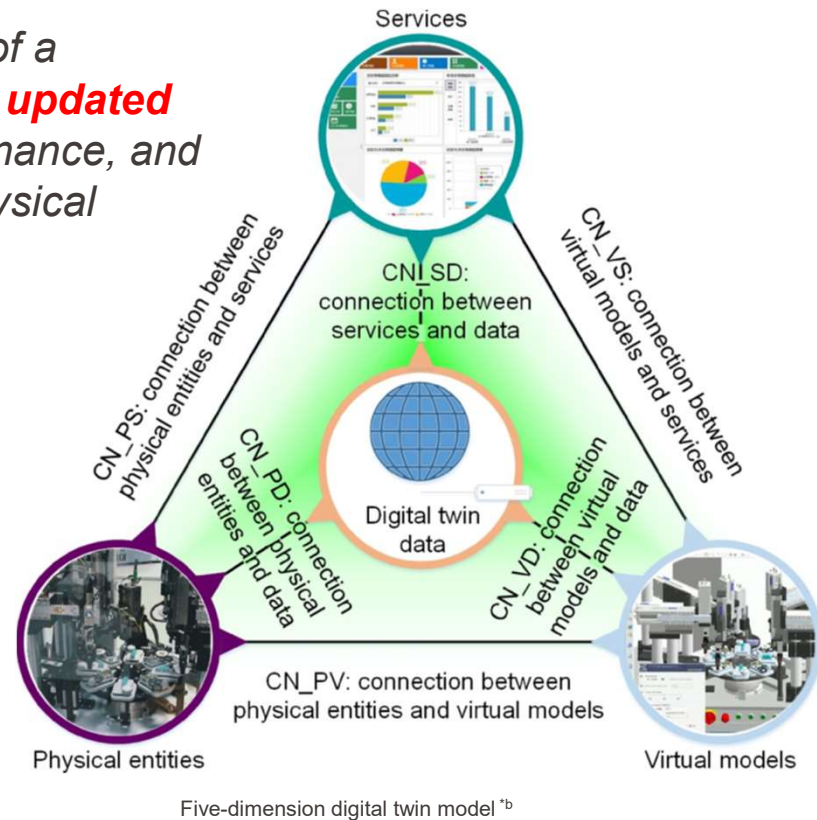 Services
of a
updated
mance, and
ysical
CN_PS: connection between
physical entities and services
CN_SD:
connection between
services and data
CN_VS: connection between
virtual models and services
CN_PD: connection
between physical
entities and data
Digital twin
data
CN_VD: connection
between virtual
models and data
CN_PV: connection between
physical entities and virtual models
Physical entities
Virtual models
Five-dimension digital twin model *b